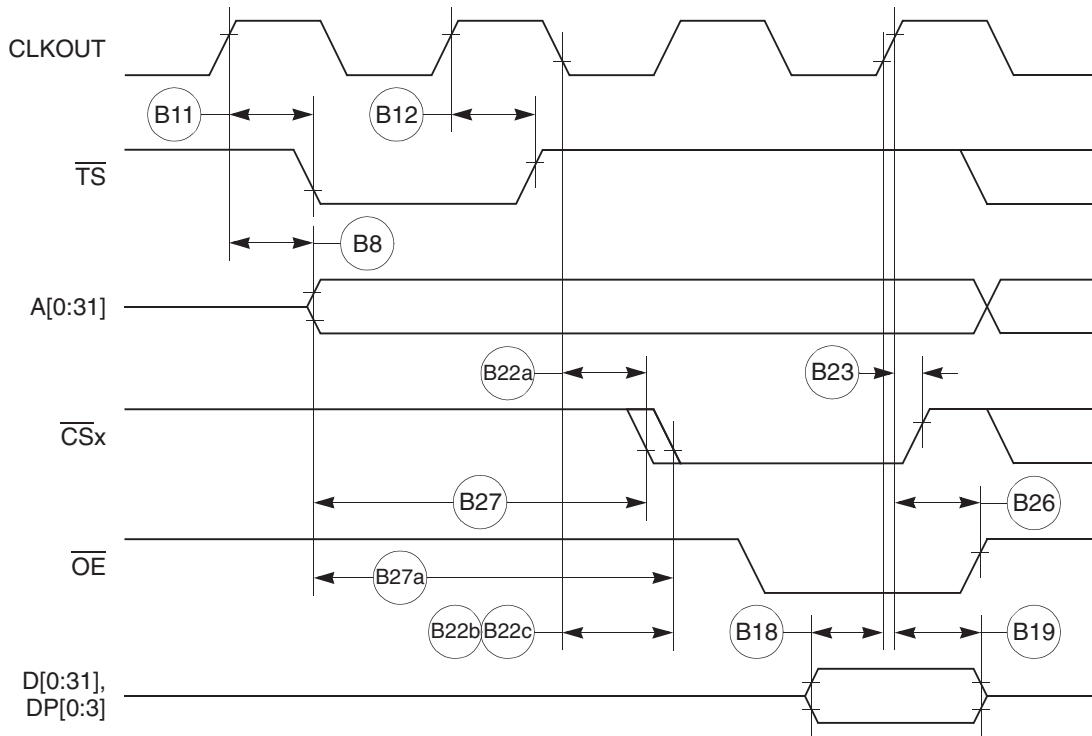 CLKOUT
B11
B12
TS
B8
A[0:31]
B22a
B23
CSx
B27
B26
OE
B27a
B22b B22c
B18
B19
D[0:31],
DP[0:3]